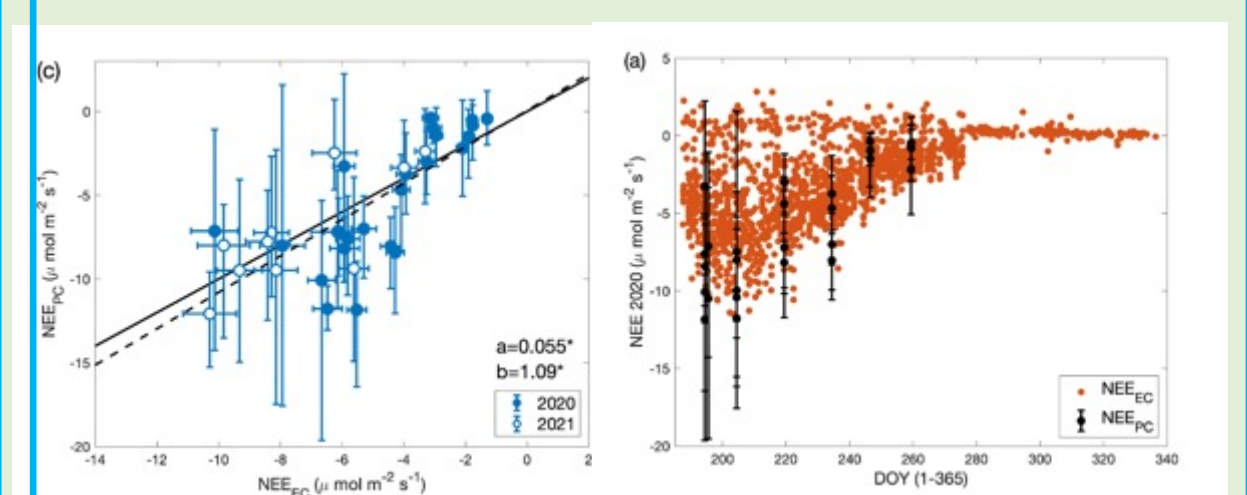 (c)
0
-5
-10
-15
-20
NEE_PC (μ mol m⁻² s⁻¹)
a=0.055*
b=1.09*
2020
2021
-14 -12 -10 -8 -6 -4 -2 0 2
NEE_EC (μ mol m⁻² s⁻¹)
(a)
5
0
-5
-10
-15
-20
NEE 2020 (μ mol m⁻² s⁻¹)
NEE_EC
NEE_PC
200 220 240 260 280 300 320 340
DOY (1-365)